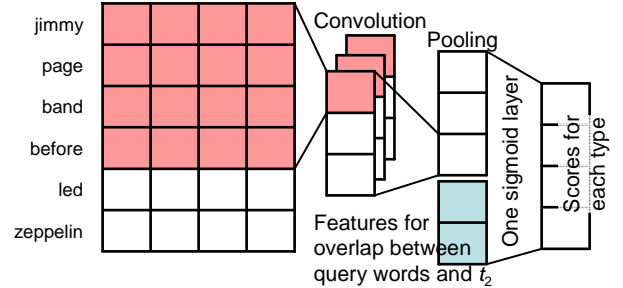 jimmy
page
band
before
led
zeppelin
Convolution
Pooling
Features for
overlap between
query words and t₂
One sigmoid layer
Scores for
each type